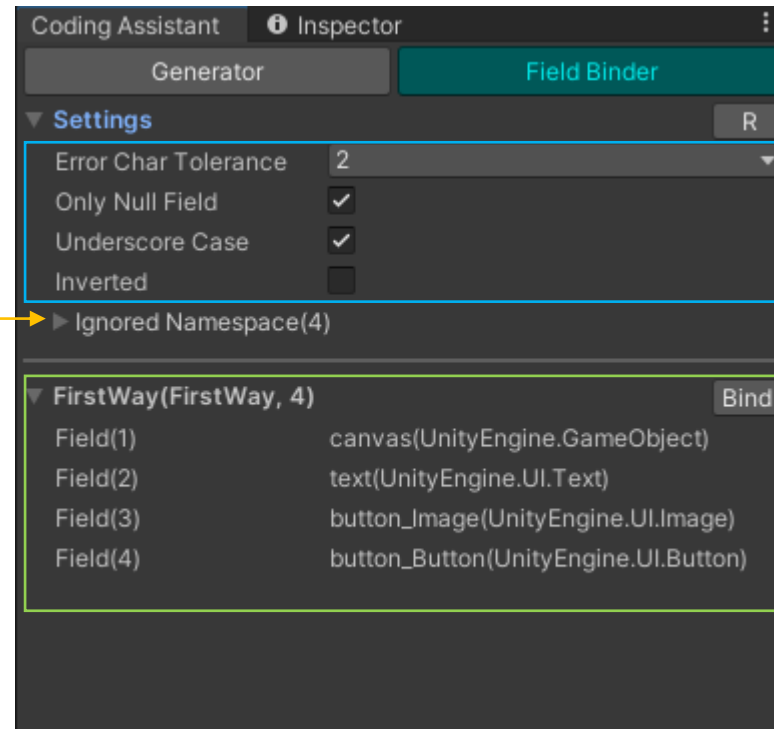 Coding Assistant Inspector
Generator Field Binder
Settings R
Error Char Tolerance 2
Only Null Field
Underscore Case
Inverted
Ignored Namespace(4)
FirstWay(FirstWay, 4) Bind
Field(1) canvas(UnityEngine.GameObject)
Field(2) text(UnityEngine.UI.Text)
Field(3) button_Image(UnityEngine.UI.Image)
Field(4) button_Button(UnityEngine.UI.Button)